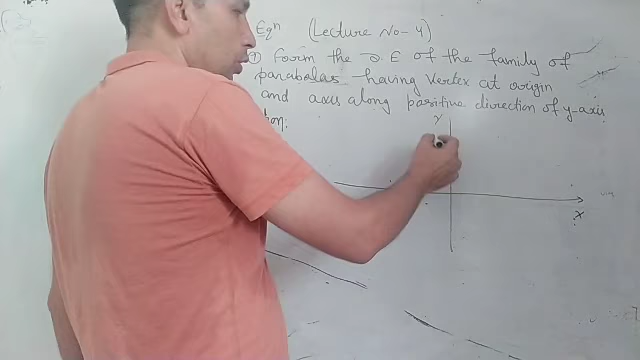 Eqn (Lecture No-4)
① Form the D.E of the family of
parabolas having Vertex at origin
and axis along positive direction of y-axis
Y
X